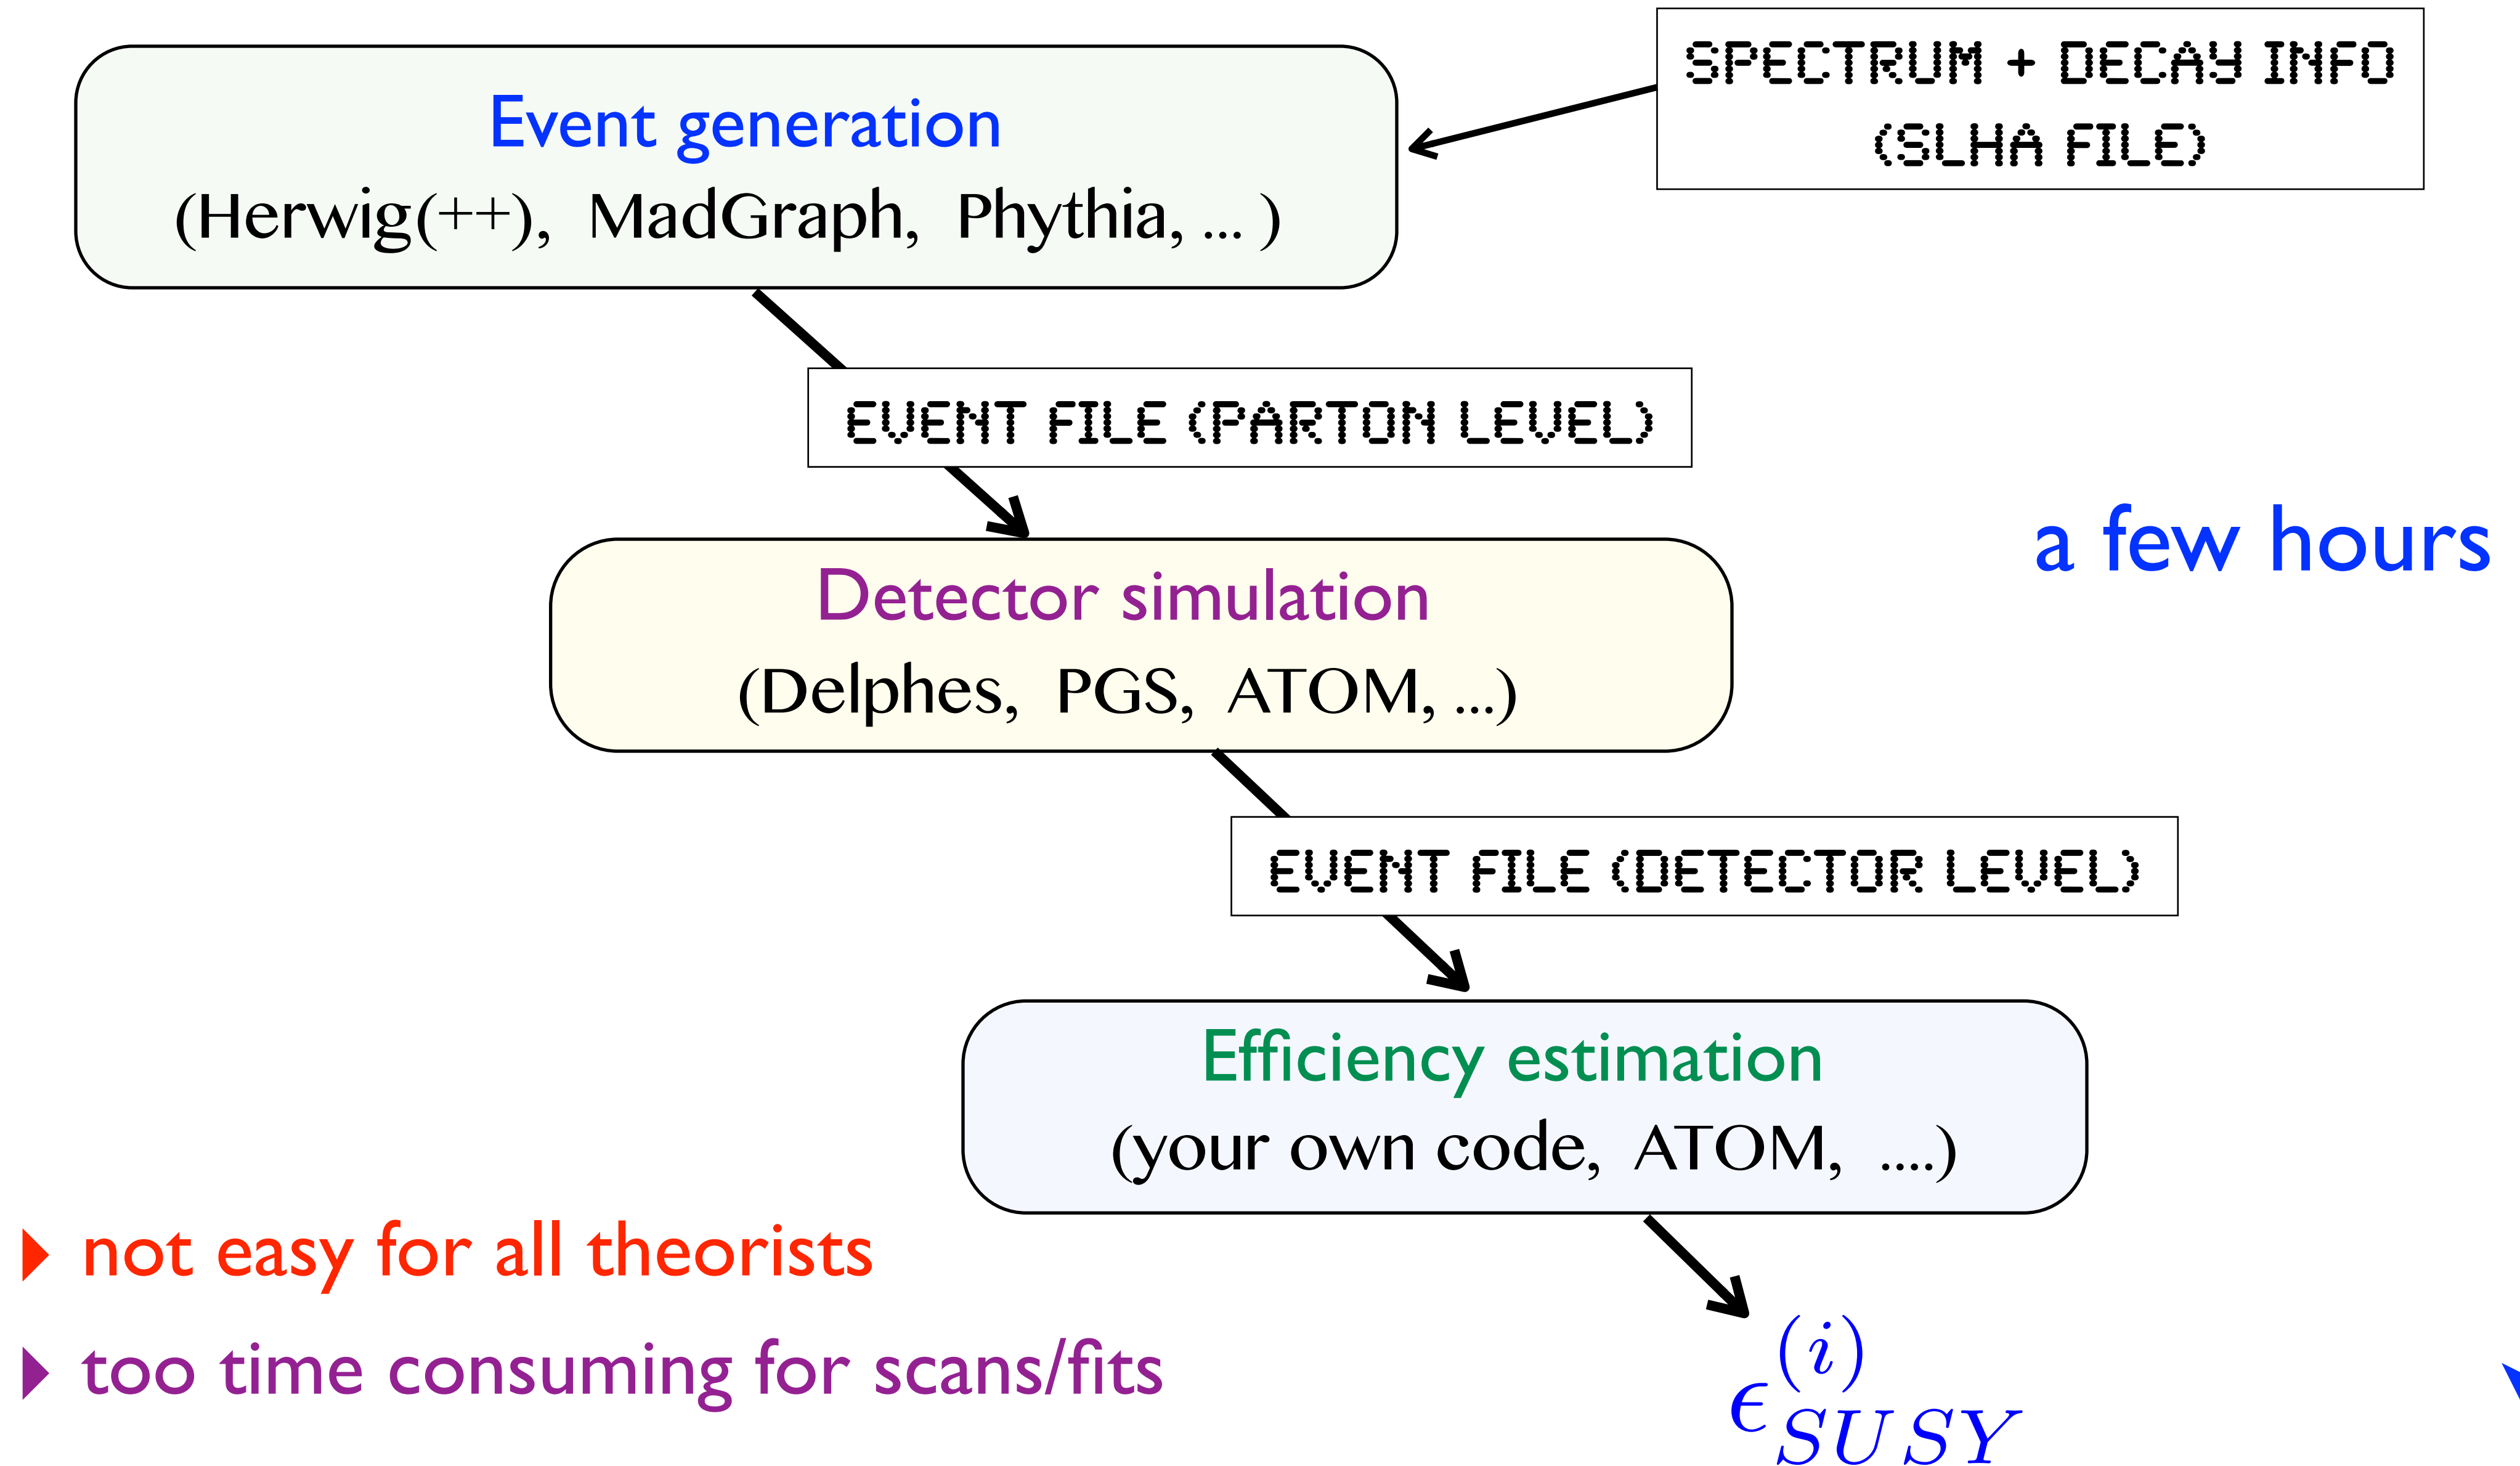 SPECTRUM + DECAY INFO
(SLHA FILE)
Event generation
(Herwig(++), MadGraph, Phythia, ... )
EVENT FILE (PARTON LEVEL)
a few hours
Detector simulation
(Delphes, PGS, ATOM, ...)
EVENT FILE (DETECTOR LEVEL)
Efficiency estimation
(your own code, ATOM, ....)
not easy for all theorists
too time consuming for scans/fits
ϵ^{(i)}_{SUSY}